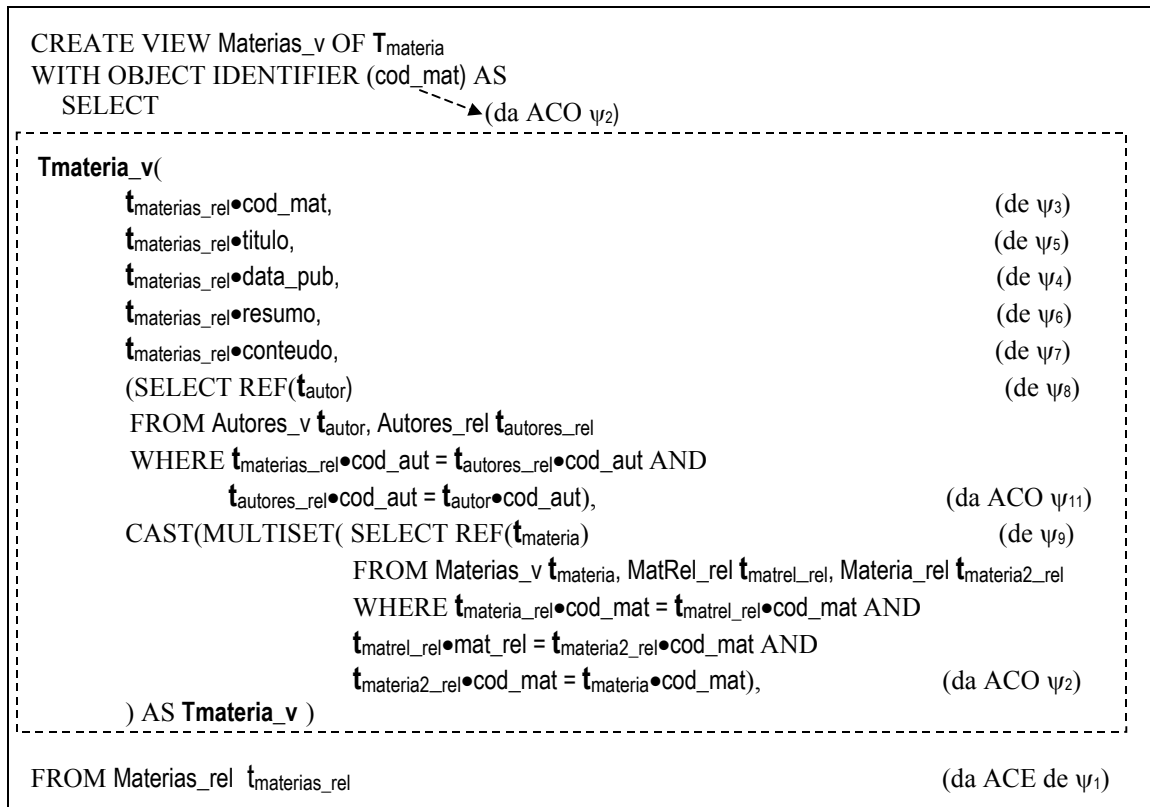 CREATE VIEW Materias_v OF Tmateria
WITH OBJECT IDENTIFIER (cod_mat) AS
SELECT (da ACO ψ2)
Tmateria_v(
tmaterias_rel•cod_mat, (de ψ3)
tmaterias_rel•titulo, (de ψ5)
tmaterias_rel•data_pub, (de ψ4)
tmaterias_rel•resumo, (de ψ6)
tmaterias_rel•conteudo, (de ψ7)
(SELECT REF(tautor) (de ψ8)
FROM Autores_v tautor, Autores_rel tautores_rel
WHERE tmaterias_rel•cod_aut = tautores_rel•cod_aut AND
tautores_rel•cod_aut = tautor•cod_aut), (da ACO ψ11)
CAST(MULTISET( SELECT REF(tmateria) (de ψ9)
FROM Materias_v tmateria, MatRel_rel tmatrel_rel, Materia_rel tmateria2_rel
WHERE tmateria_rel•cod_mat = tmatrel_rel•cod_mat AND
tmatrel_rel•mat_rel = tmateria2_rel•cod_mat AND
tmateria2_rel•cod_mat = tmateria•cod_mat), (da ACO ψ2)
) AS Tmateria_v )
FROM Materias_rel tmaterias_rel (da ACE de ψ1)